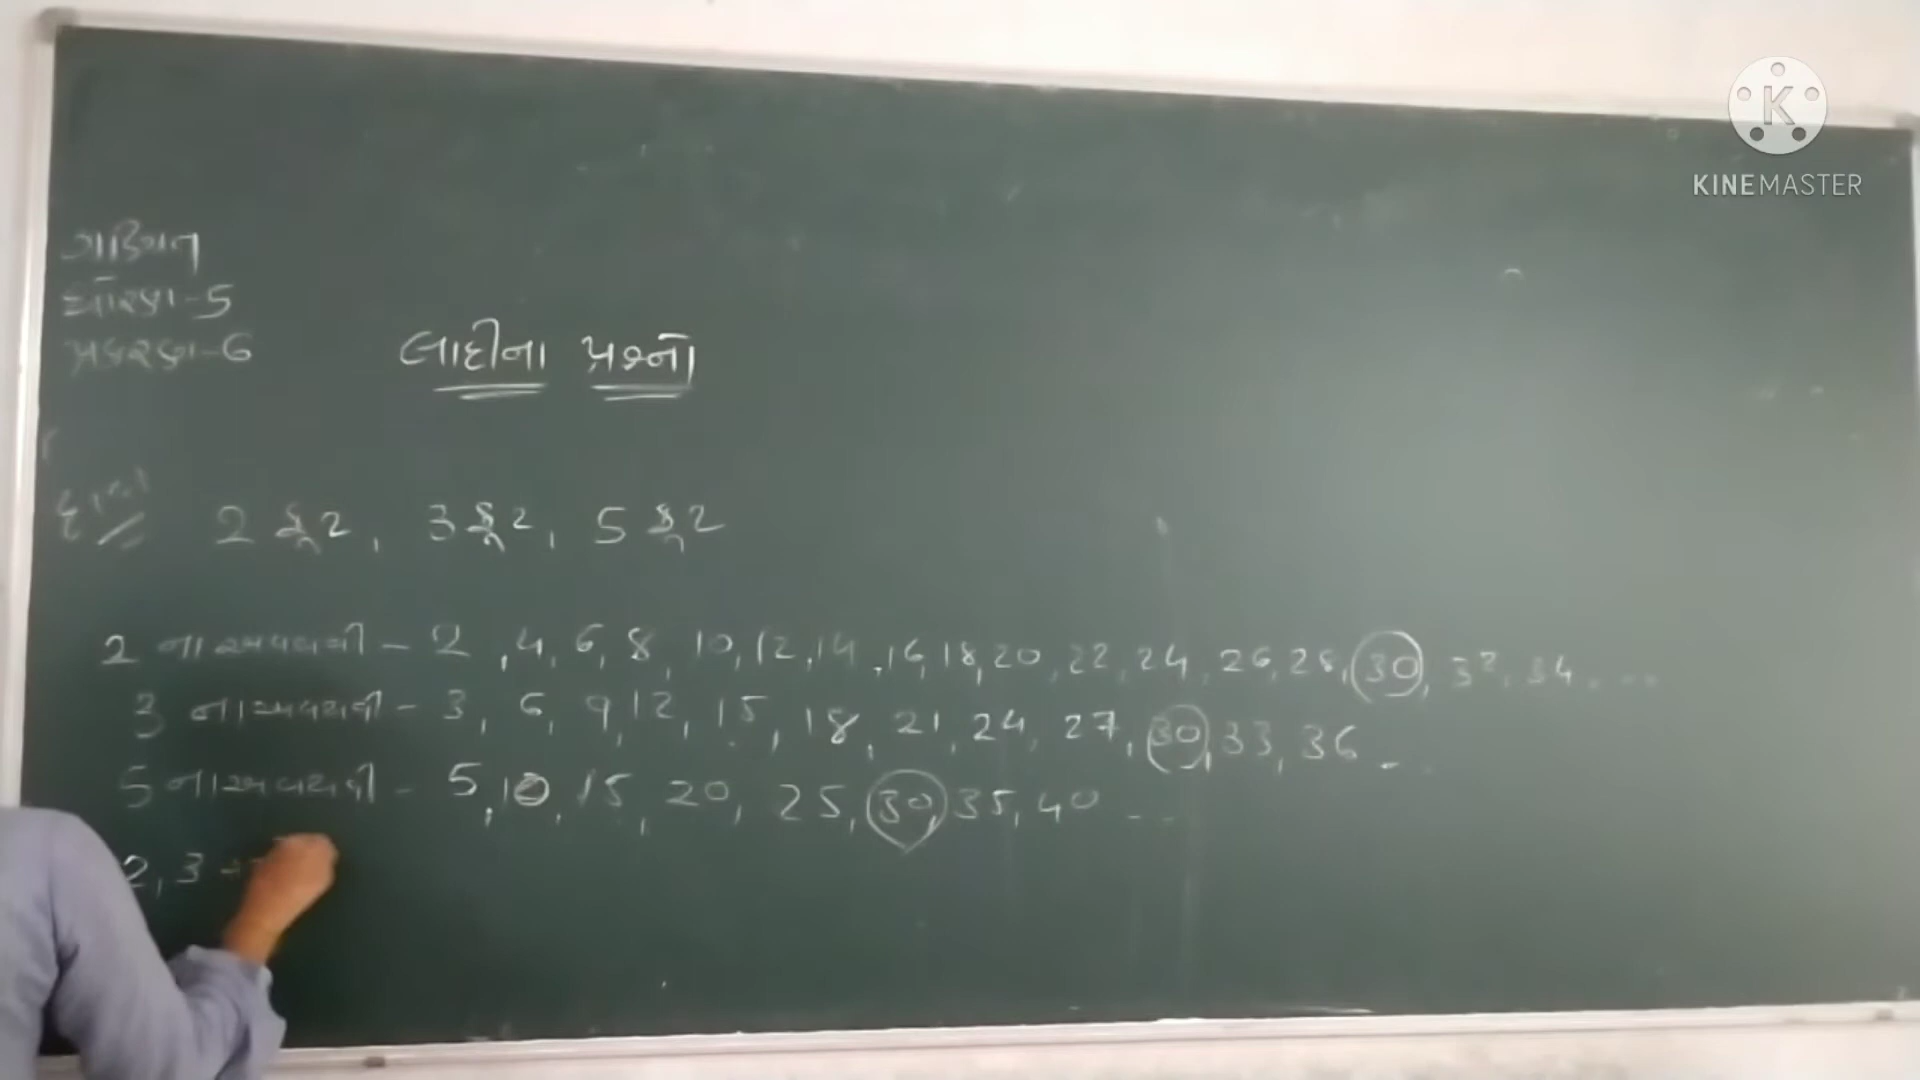 ગણિત
ધોરણ-5
પ્રકરણ-6
લાદીના પ્રશ્નો
2 ફૂટ, 3 ફૂટ, 5 ફૂટ
2 ના અવયવી - 2, 4, 6, 8, 10, 12, 14, 16, 18, 20, 22, 24, 26, 28, 30, 32, 34. ...
3 ના અવયવી - 3, 6, 9, 12, 15, 18, 21, 24, 27, 30, 33, 36 ...
5 ના અવયવી - 5, 10, 15, 20, 25, 30, 35, 40 ...
2, 3
KINEMASTER